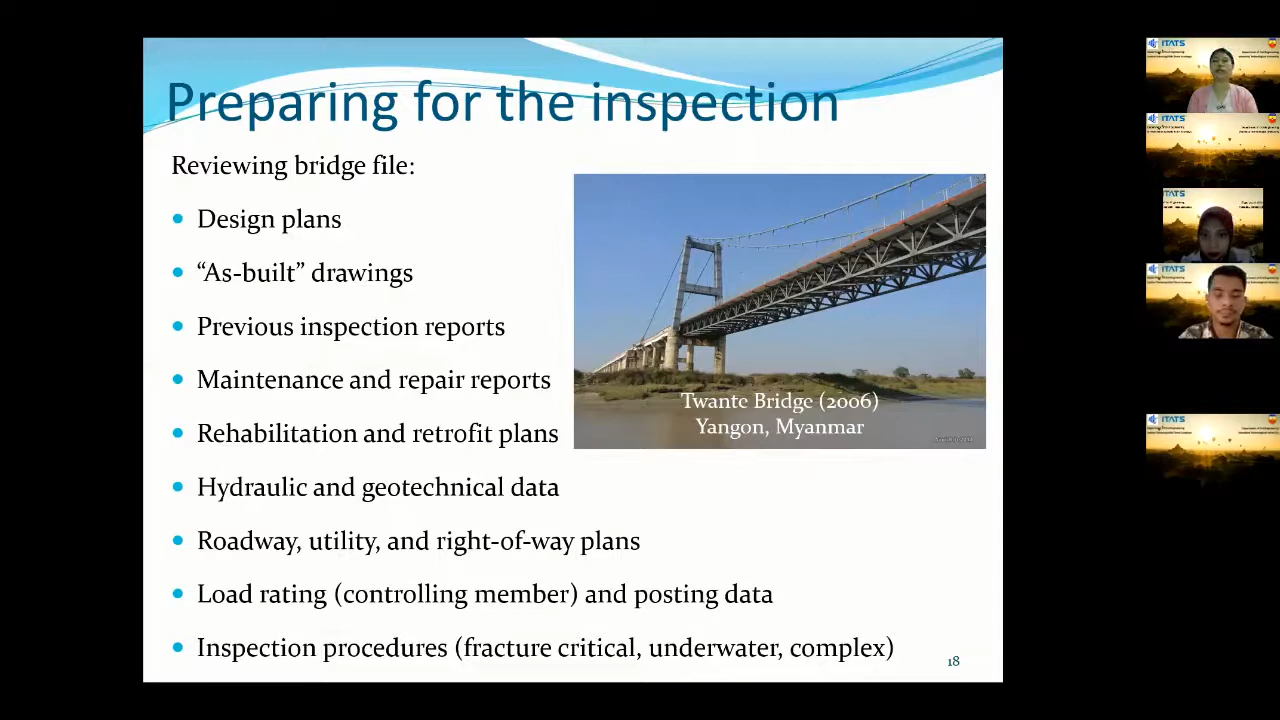 Preparing for the inspection
Reviewing bridge file:
• Design plans
• “As-built” drawings
• Previous inspection reports
• Maintenance and repair reports
• Rehabilitation and retrofit plans
• Hydraulic and geotechnical data
• Roadway, utility, and right-of-way plans
• Load rating (controlling member) and posting data
• Inspection procedures (fracture critical, underwater, complex)
Twante Bridge (2006)
Yangon, Myanmar
18
ITATS
ITATS
ITATS
ITATS
ITATS